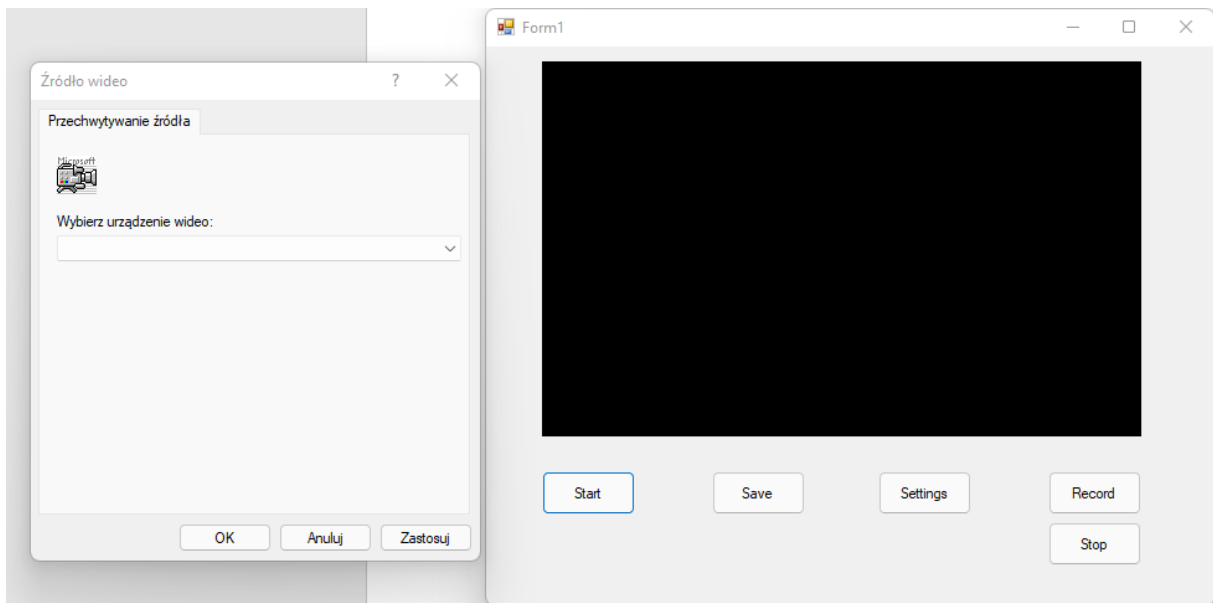 Form1
Źródło wideo
?
Przechwytywanie źródła
Microsoft
Wybierz urządzenie wideo:
OK
Anuluj
Zastosuj
Start
Save
Settings
Record
Stop